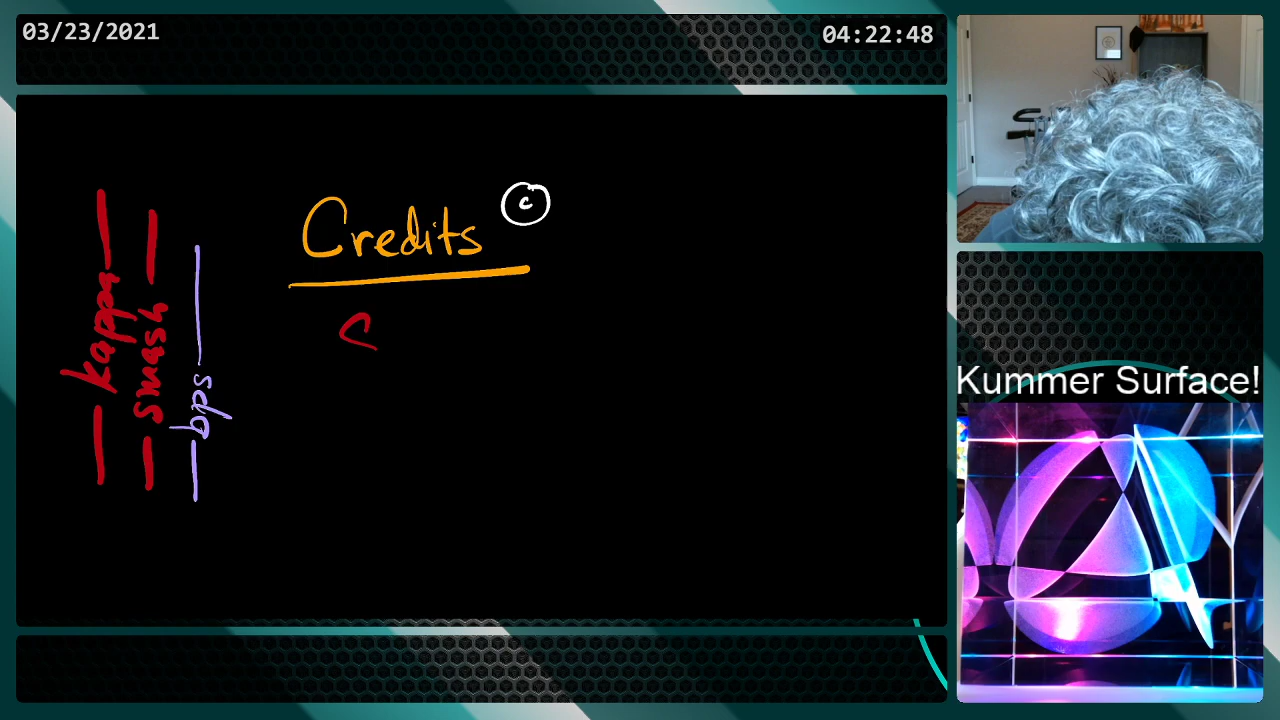 03/23/2021
04:22:48
Credits ©
kappa
smash
bps
Kummer Surface!